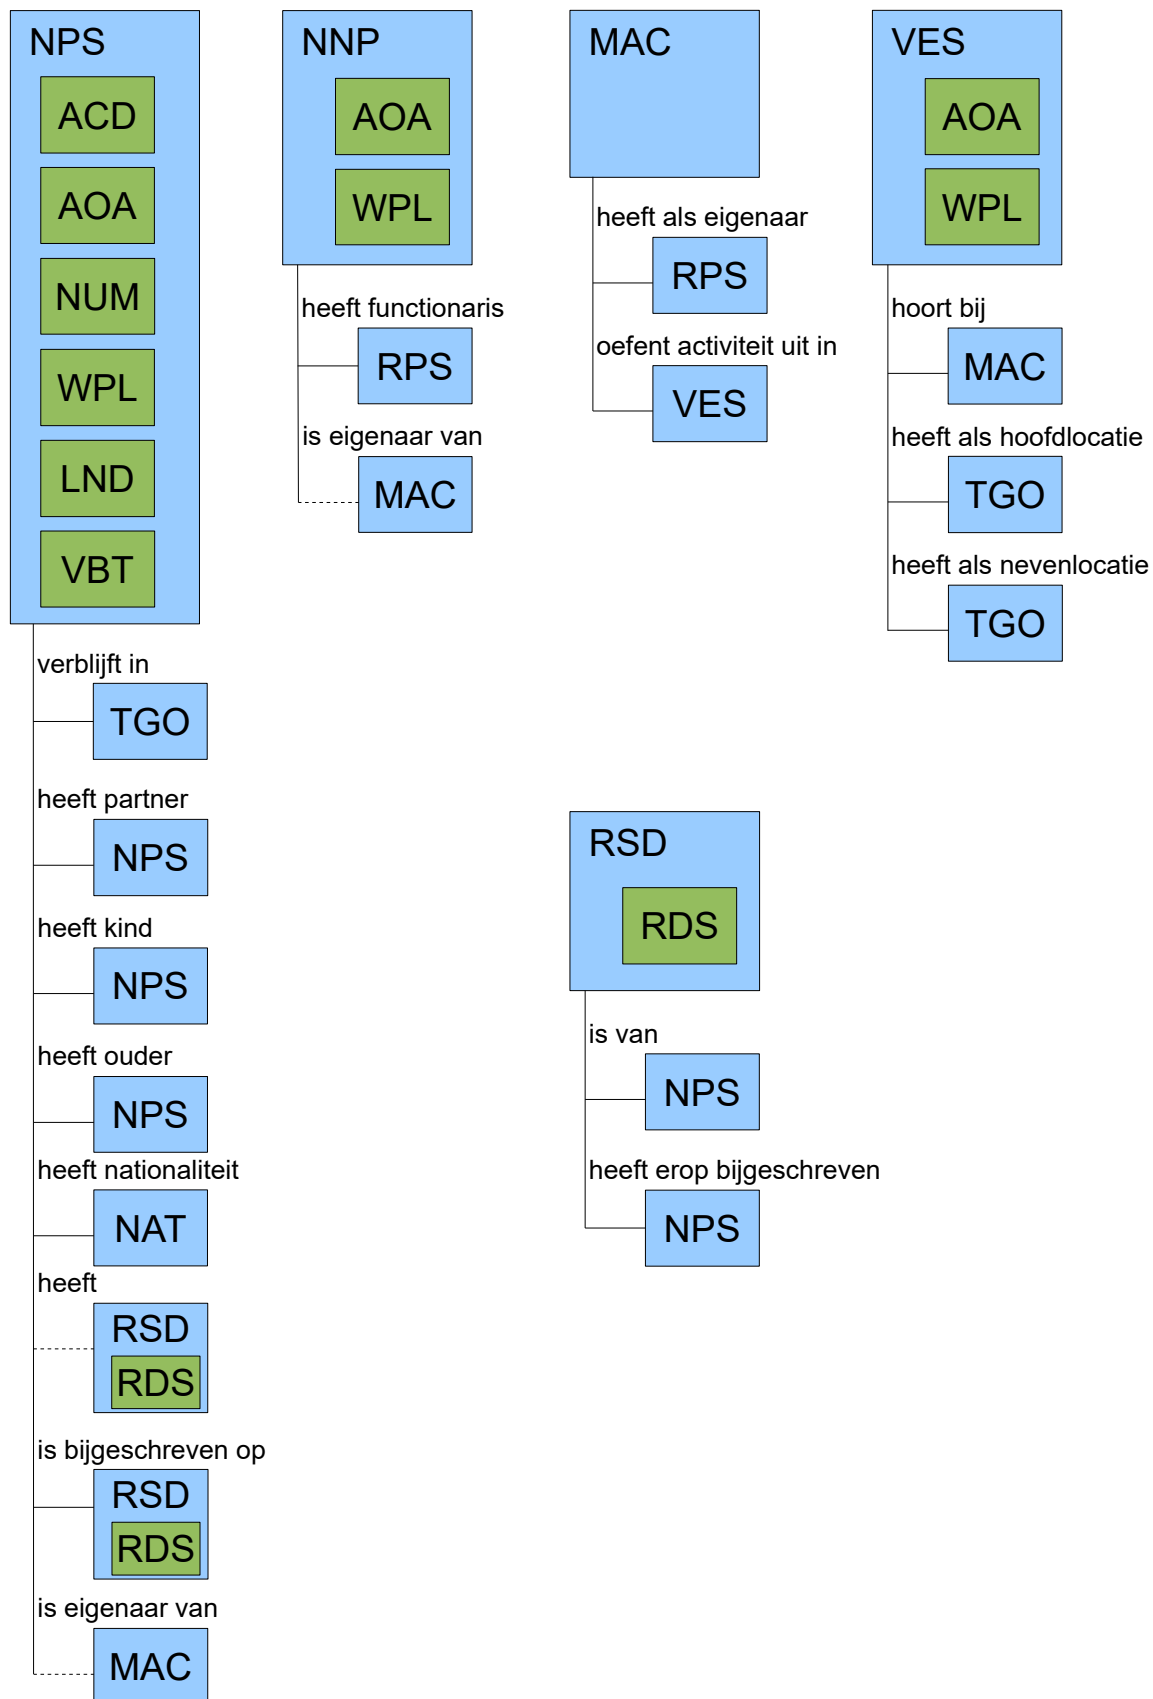 NPS
ACD
AOA
NUM
WPL
LND
VBT
verblijft in
TGO
heeft partner
NPS
heeft kind
NPS
heeft ouder
NPS
heeft nationaliteit
NAT
heeft
RSD
RDS
is bijgeschreven op
RSD
RDS
is eigenaar van
MAC
NNP
AOA
WPL
heeft functionaris
RPS
is eigenaar van
MAC
MAC
heeft als eigenaar
RPS
oefent activiteit uit in
VES
VES
AOA
WPL
hoort bij
MAC
heeft als hoofdlocatie
TGO
heeft als nevenlocatie
TGO
RSD
RDS
is van
NPS
heeft erop bijgeschreven
NPS